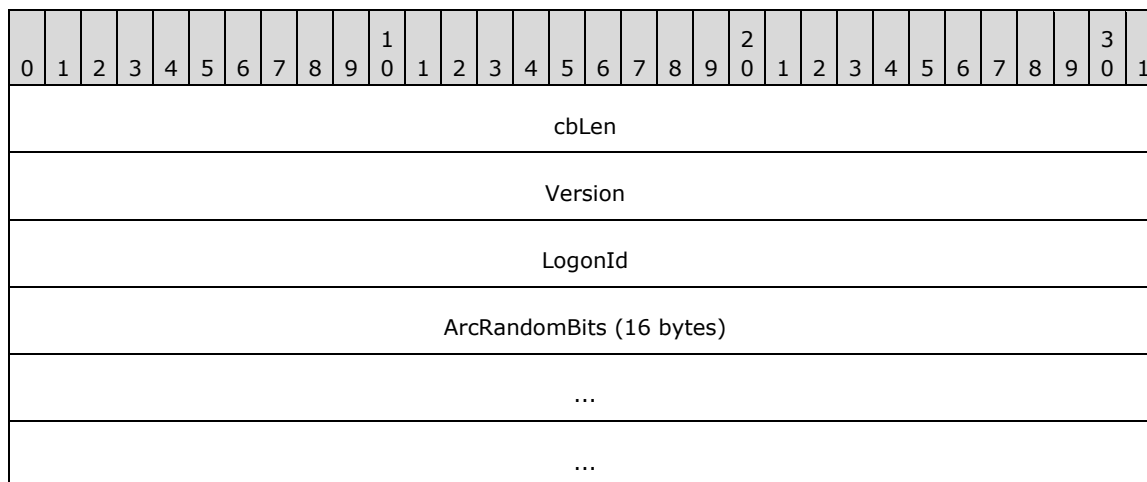 1 2 3
0 1 2 3 4 5 6 7 8 9 0 1 2 3 4 5 6 7 8 9 0 1 2 3 4 5 6 7 8 9 0 1
cbLen
Version
LogonId
ArcRandomBits (16 bytes)
...
...